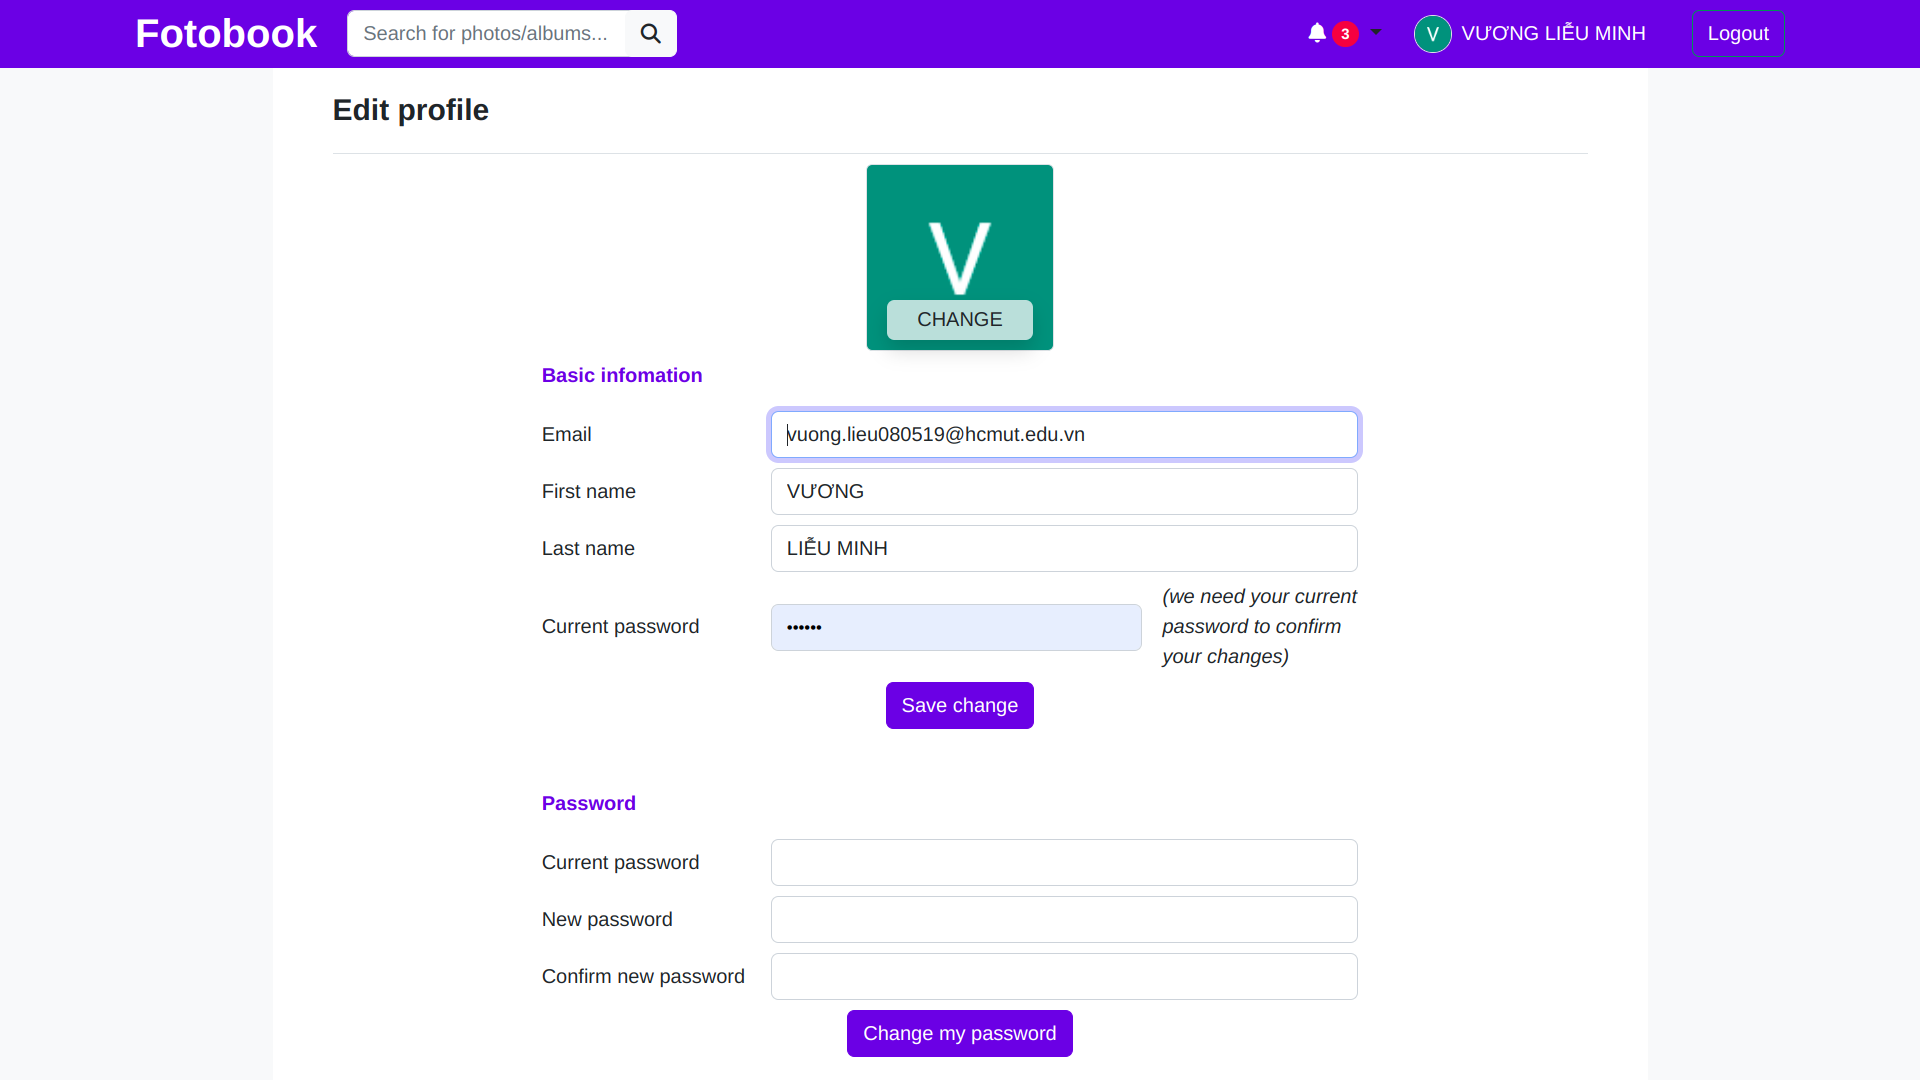 Fotobook
Search for photos/albums...
3
V
VƯƠNG LIỄU MINH
Logout
Edit profile
V
CHANGE
Basic infomation
Email
vuong.lieu080519@hcmut.edu.vn
First name
VƯƠNG
Last name
LIỄU MINH
Current password
••••••
(we need your current
password to confirm
your changes)
Save change
Password
Current password
New password
Confirm new password
Change my password